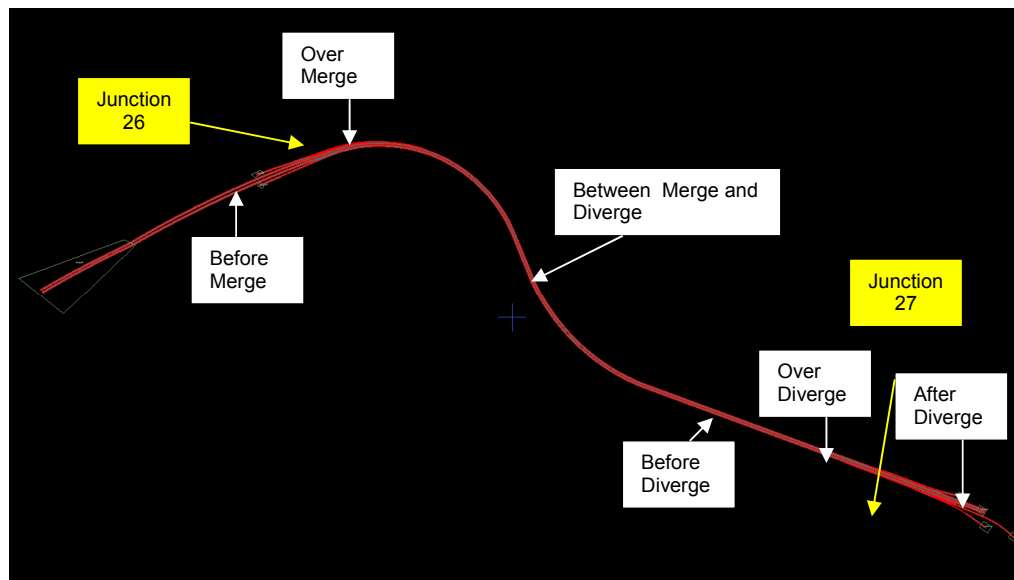 Over
Merge
Junction
26
Between Merge and
Diverge
Before
Merge
Junction
27
Over
Diverge
After
Diverge
Before
Diverge